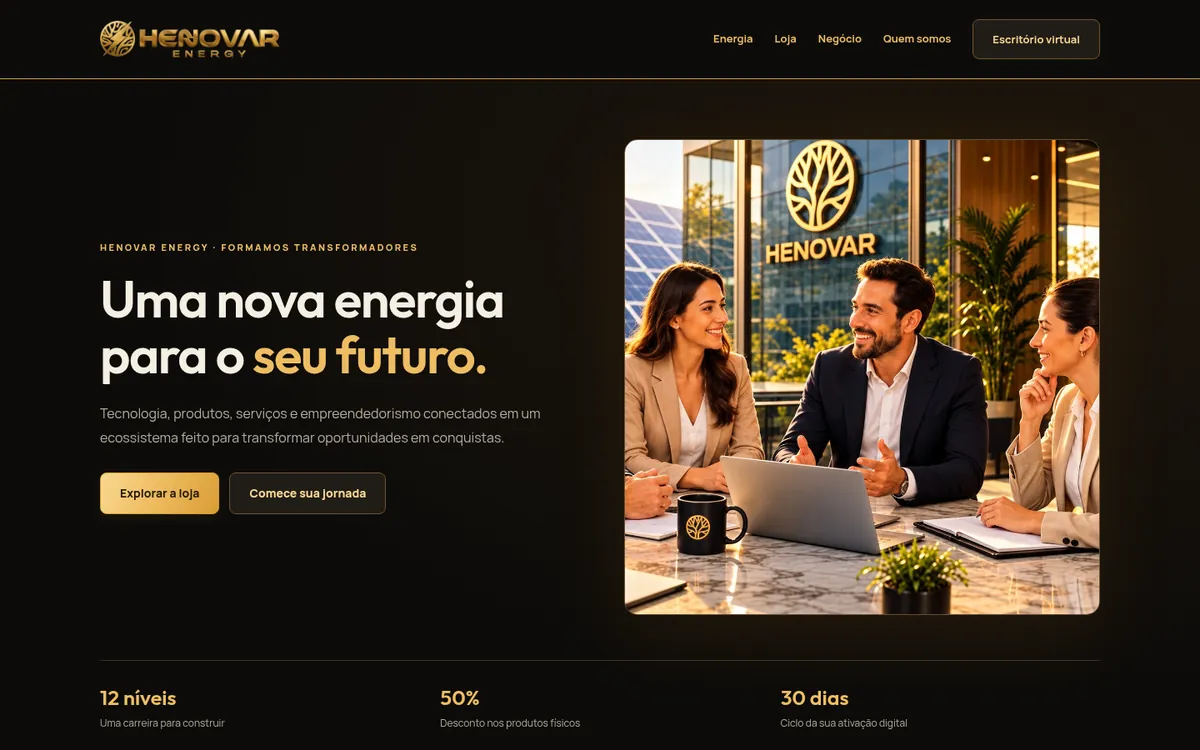 HENOVAR
ENERGY
Energia
Loja
Negócio
Quem somos
Escritório virtual
HENOVAR ENERGY · FORMAMOS TRANSFORMADORES
Uma nova energia
para o seu futuro.
Tecnologia, produtos, serviços e empreendedorismo conectados em um
ecossistema feito para transformar oportunidades em conquistas.
Explorar a loja
Comece sua jornada
HENOVAR
12 níveis
Uma carreira para construir
50%
Desconto nos produtos físicos
30 dias
Ciclo da sua ativação digital